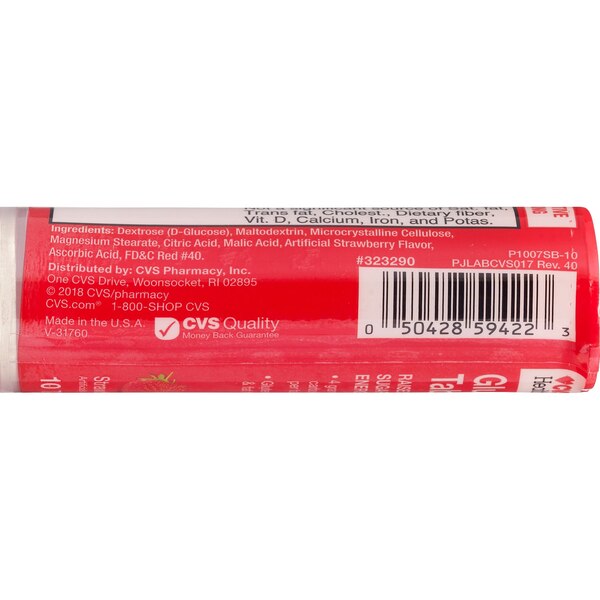 Not a significant source of Sat. fat,
Trans fat, Cholest., Dietary fiber,
Vit. D, Calcium, Iron, and Potas.
Ingredients: Dextrose (D-Glucose), Maltodextrin, Microcrystalline Cellulose,
Magnesium Stearate, Citric Acid, Malic Acid, Artificial Strawberry Flavor,
Ascorbic Acid, FD&C Red #40.
Distributed by: CVS Pharmacy, Inc.
One CVS Drive, Woonsocket, RI 02895
© 2018 CVS/pharmacy
CVS.com® 1-800-SHOP CVS
Made in the U.S.A.
V-31760
CVS Quality
Money Back Guarantee
#323290
P1007SB-10
PJLABCVS017 Rev. 40
0 50428 59422 3